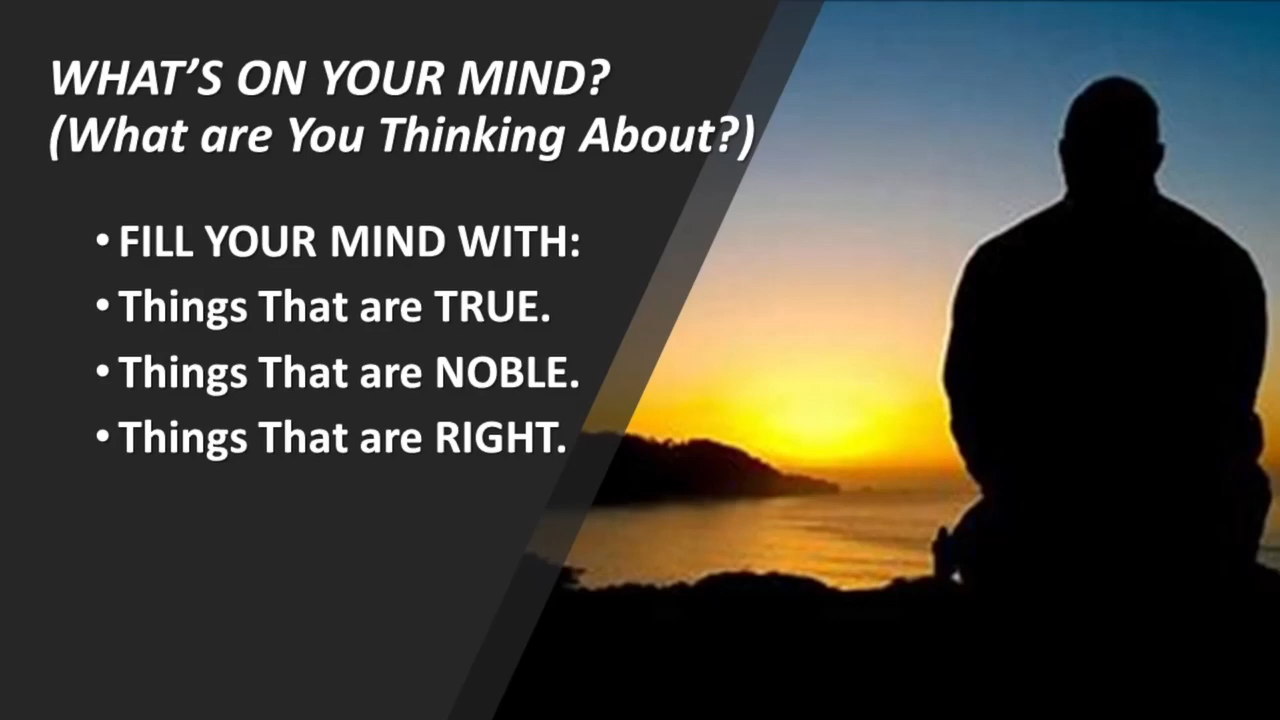 WHAT’S ON YOUR MIND?
(What are You Thinking About?)
• FILL YOUR MIND WITH:
• Things That are TRUE.
• Things That are NOBLE.
• Things That are RIGHT.